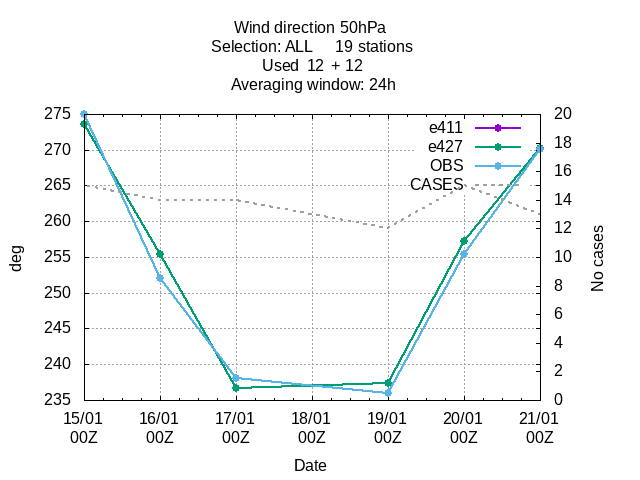 Wind direction 50hPa
Selection: ALL     19 stations
Used  12  + 12
Averaging window: 24h
275
270
265
260
255
250
245
240
235
20
18
16
14
12
10
8
6
4
2
0
e411
e427
OBS
CASES
deg
No cases
15/01 16/01 17/01 18/01 19/01 20/01 21/01
00Z 00Z 00Z 00Z 00Z 00Z 00Z
Date